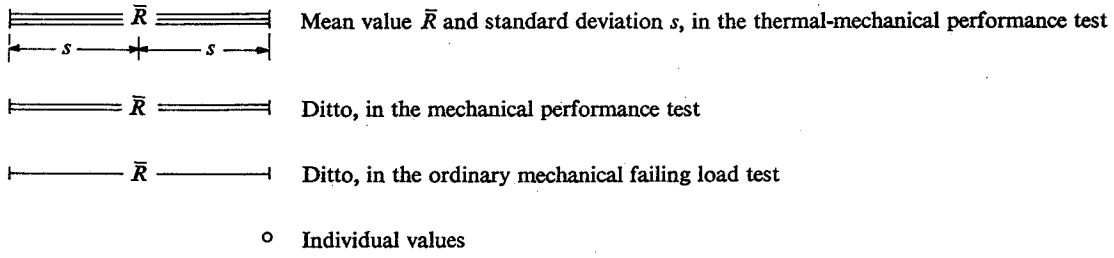 R̄ Mean value R̄ and standard deviation s, in the thermal-mechanical performance test
s s
R̄ Ditto, in the mechanical performance test
R̄ Ditto, in the ordinary mechanical failing load test
Individual values